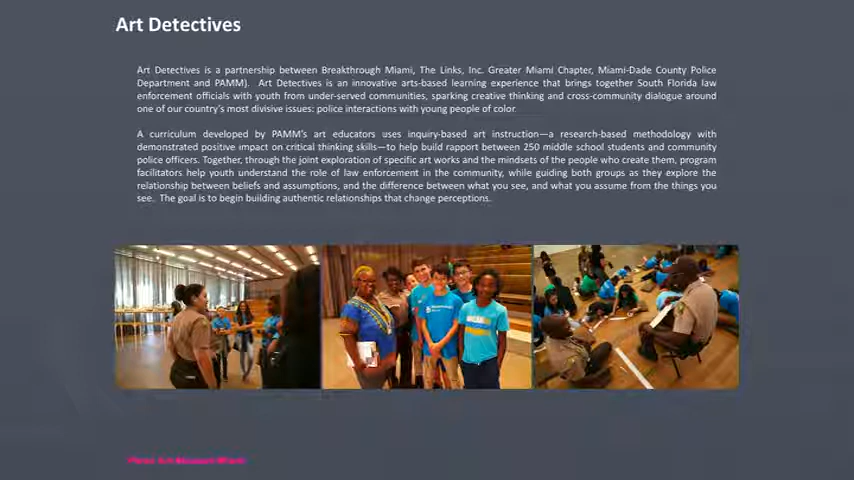 Art Detectives
Art Detectives is a partnership between Breakthrough Miami, The Links, Inc. Greater Miami Chapter, Miami-Dade County Police
Department and PAMM). Art Detectives is an innovative arts-based learning experience that brings together South Florida law
enforcement officials with youth from under-served communities, sparking creative thinking and cross-community dialogue around
one of our country's most divisive issues: police interactions with young people of color
A curriculum developed by PAMM's art educators uses inquiry-based art instruction—a research-based methodology with
demonstrated positive impact on critical thinking skills—to help build rapport between 250 middle school students and community
police officers. Together, through the joint exploration of specific art works and the mindsets of the people who create them, program
facilitators help youth understand the role of law enforcement in the community, while guiding both groups as they explore the
relationship between beliefs and assumptions, and the difference between what you see, and what you assume from the things you
see. The goal is to begin building authentic relationships that change perceptions.
Art Museum Miami